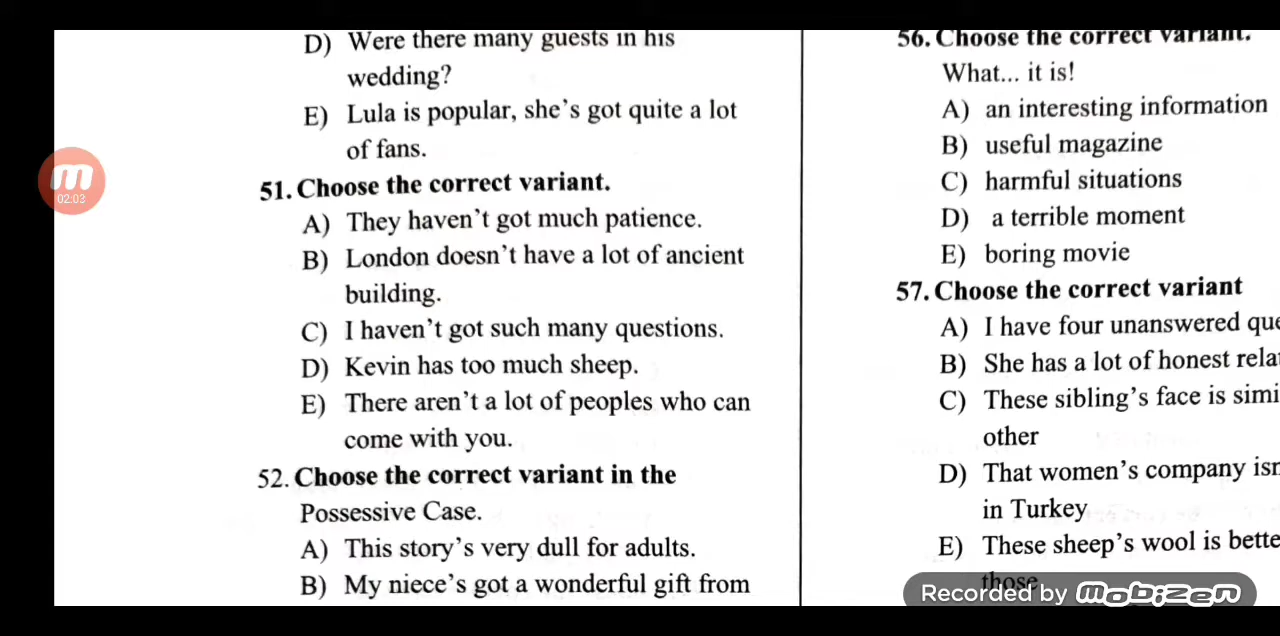 D) Were there many guests in his
wedding?
E) Lula is popular, she's got quite a lot
of fans.
51. Choose the correct variant.
A) They haven't got much patience.
B) London doesn't have a lot of ancient
building.
C) I haven't got such many questions.
D) Kevin has too much sheep.
E) There aren't a lot of peoples who can
come with you.
52. Choose the correct variant in the
Possessive Case.
A) This story's very dull for adults.
B) My niece's got a wonderful gift from
56. Choose the correct variant.
What... it is!
A) an interesting information
B) useful magazine
C) harmful situations
D) a terrible moment
E) boring movie
57. Choose the correct variant
A) I have four unanswered que
B) She has a lot of honest rela
C) These sibling's face is simi
other
D) That women's company isn
in Turkey
E) These sheep's wool is bette
those
m
02:03
Recorded by mobizen